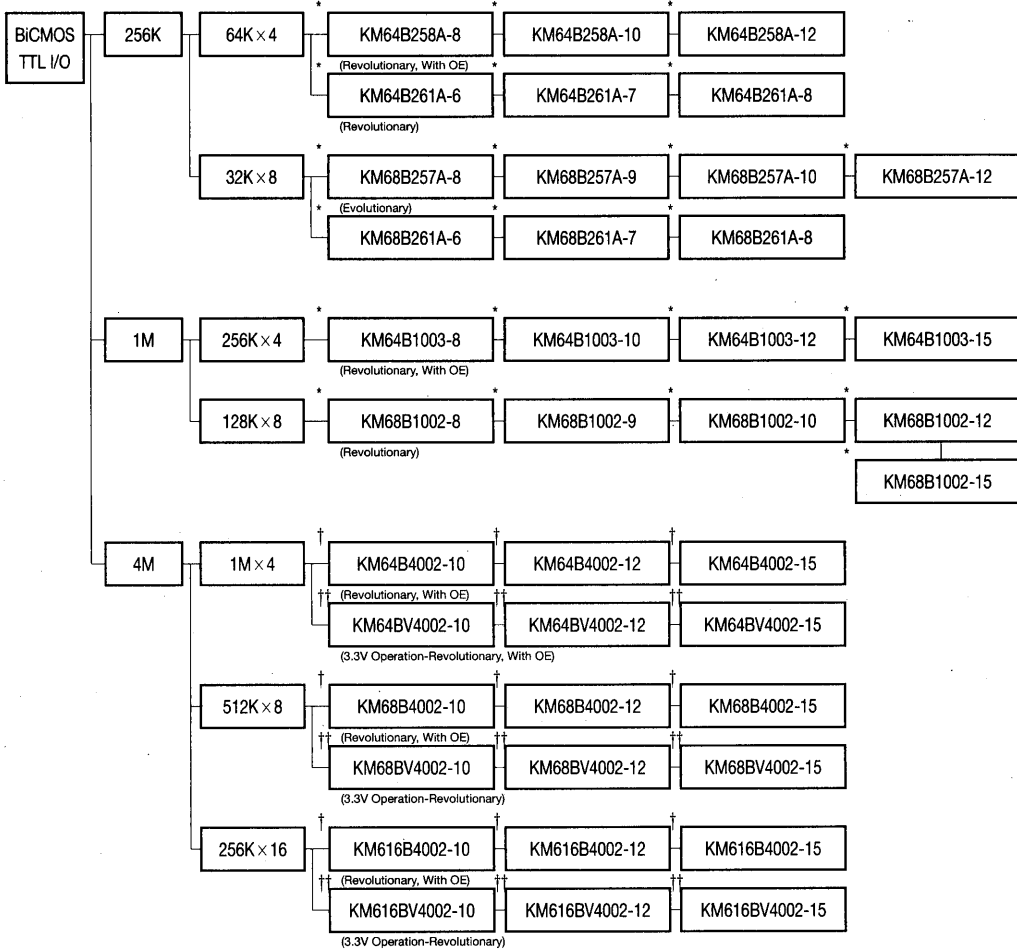 * * *
BiCMOS TTL I/O 256K 64K×4 KM64B258A-8 KM64B258A-10 KM64B258A-12
(Revolutionary, With OE)
* * *
KM64B261A-6 KM64B261A-7 KM64B261A-8
(Revolutionary)
* * * *
32K×8 KM68B257A-8 KM68B257A-9 KM68B257A-10 KM68B257A-12
(Evolutionary)
* * *
KM68B261A-6 KM68B261A-7 KM68B261A-8
* * * *
1M 256K×4 KM64B1003-8 KM64B1003-10 KM64B1003-12 KM64B1003-15
(Revolutionary, With OE)
* * * *
128K×8 KM68B1002-8 KM68B1002-9 KM68B1002-10 KM68B1002-12
(Revolutionary)
*
KM68B1002-15
† † †
4M 1M×4 KM64B4002-10 KM64B4002-12 KM64B4002-15
(Revolutionary, With OE)
†† †† ††
KM64BV4002-10 KM64BV4002-12 KM64BV4002-15
(3.3V Operation-Revolutionary, With OE)
† † †
512K×8 KM68B4002-10 KM68B4002-12 KM68B4002-15
(Revolutionary, With OE)
†† †† ††
KM68BV4002-10 KM68BV4002-12 KM68BV4002-15
(3.3V Operation-Revolutionary)
† † †
256K×16 KM616B4002-10 KM616B4002-12 KM616B4002-15
(Revolutionary, With OE)
†† †† ††
KM616BV4002-10 KM616BV4002-12 KM616BV4002-15
(3.3V Operation-Revolutionary)